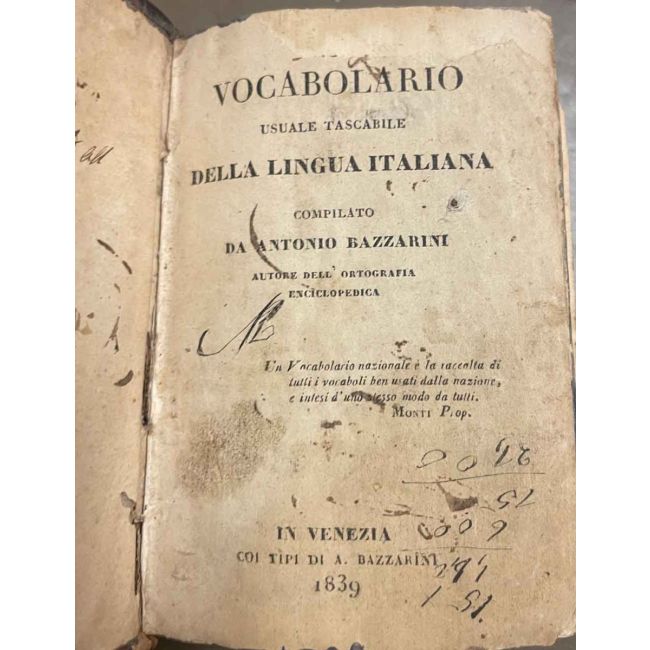 VOCABOLARIO
USUALE TASCABILE
DELLA LINGUA ITALIANA
COMPILATO
DA ANTONIO BAZZARINI
AUTORE DELL' ORTOGRAFIA
ENCICLOPEDICA
Un Vocabolario nazionale è la raccolta di
tutti i vocaboli ben usati dalla nazione,
e intesi d'uno stesso modo da tutti.
MONTI Prop.
IN VENEZIA
COI TIPI DI A. BAZZARINI
1839